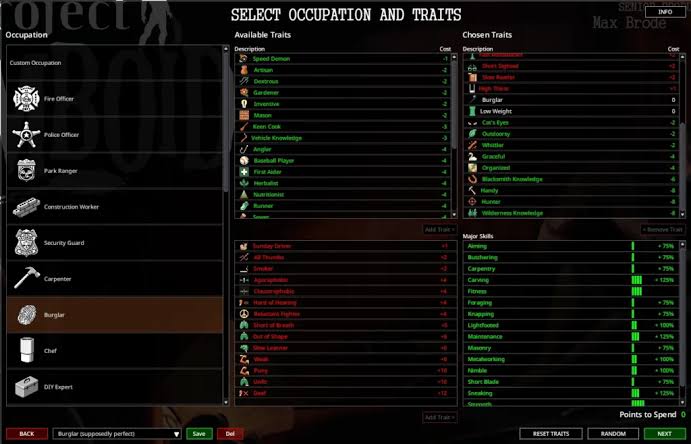 roject
SELECT OCCUPATION AND TRAITS
INFO
Max Brode
Occupation
Available Traits
Chosen Traits
Description Cost
Description Cost
Custom Occupation
Fire Officer
Police Officer
Park Ranger
Construction Worker
Security Guard
Carpenter
Burglar
Chef
DIY Expert
Speed Demon -1
Artisan -2
Dextrous -2
Gardener -2
Inventive -2
Mason -2
Keen Cook -3
Vehicle Knowledge -3
Angler -4
Baseball Player -4
First Aider -4
Herbalist -4
Nutritionist -4
Runner -4
Sewer -4
Add Trait >
Short Sighted +2
Slow Reader +2
High Thirst +1
Burglar 0
Low Weight 0
Cat's Eyes -2
Outdoorsy -2
Whittler -2
Graceful -4
Organized -4
Blacksmith Knowledge -6
Handy -8
Hunter -8
Wilderness Knowledge -8
< Remove Trait
Sunday Driver +1
All Thumbs +2
Smoker +2
Agoraphobic +4
Claustrophobic +4
Hard of Hearing +4
Reluctant Fighter +4
Short of Breath +5
Out of Shape +6
Slow Learner +6
Weak +6
Puny +10
Unfit +10
Deaf +12
Add Trait >
Major Skills
Aiming + 75%
Butchering + 75%
Carpentry + 75%
Carving + 125%
Fitness
Foraging + 75%
Knapping + 75%
Lightfooted + 100%
Maintenance + 125%
Masonry + 75%
Metalworking + 100%
Nimble + 100%
Short Blade + 75%
Sneaking + 125%
Strength
Points to Spend 0
BACK
Burglar (supposedly perfect)
Save
Del
RESET TRAITS
RANDOM
NEXT